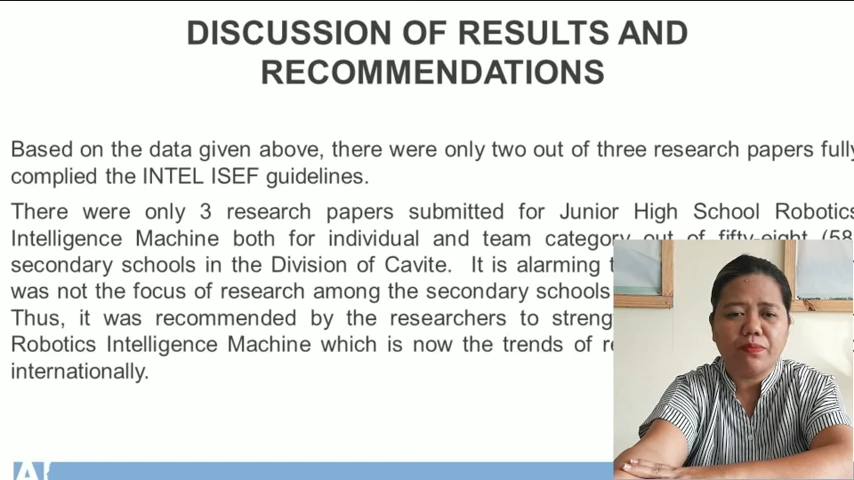 DISCUSSION OF RESULTS AND
RECOMMENDATIONS
Based on the data given above, there were only two out of three research papers fully
complied the INTEL ISEF guidelines.
There were only 3 research papers submitted for Junior High School Robotics
Intelligence Machine both for individual and team category out of fifty-eight (58
secondary schools in the Division of Cavite. It is alarming
was not the focus of research among the secondary schools
Thus, it was recommended by the researchers to
Robotics Intelligence Machine which is now the trends of
internationally.